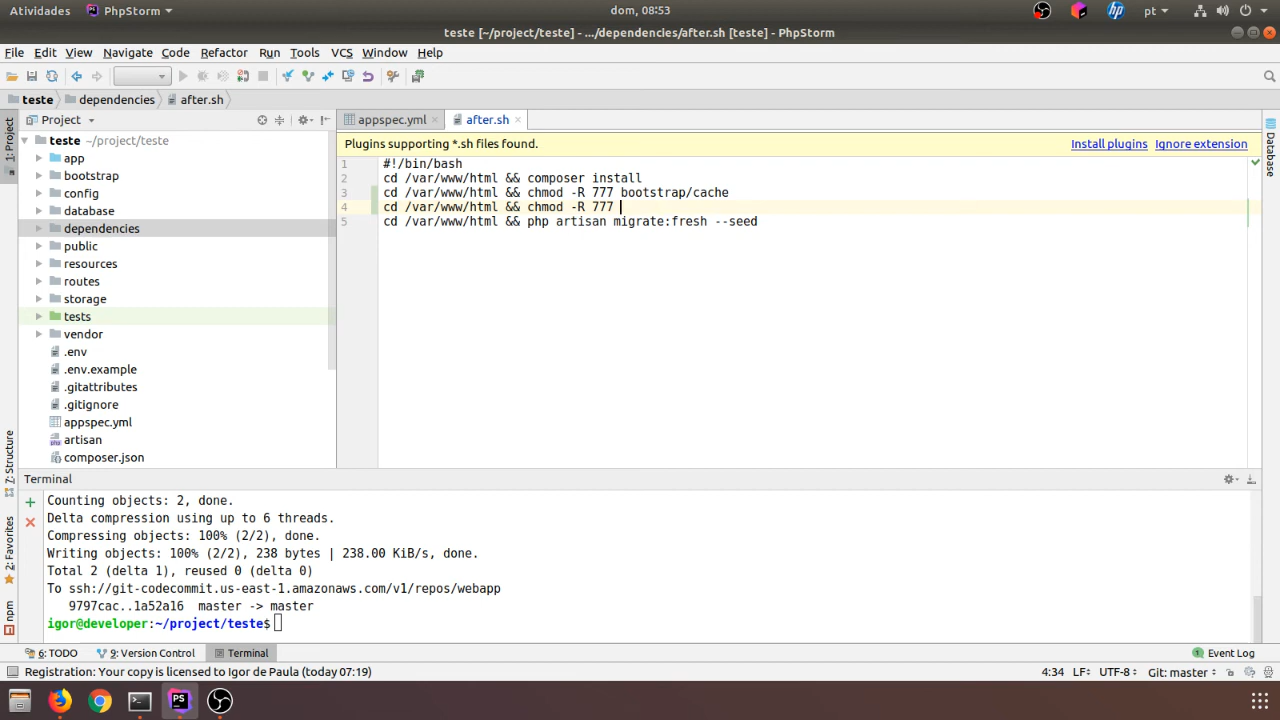 Atividades PhpStorm dom, 08:53 pt
teste [~/project/teste] - .../dependencies/after.sh [teste] - PhpStorm
File Edit View Navigate Code Refactor Run Tools VCS Window Help
teste dependencies after.sh
Project appspec.yml after.sh
Plugins supporting *.sh files found. Install plugins Ignore extension
teste ~/project/teste
app
bootstrap
config
database
dependencies
public
resources
routes
storage
tests
vendor
.env
.env.example
.gitattributes
.gitignore
appspec.yml
artisan
composer.json
1 #!/bin/bash
2 cd /var/www/html && composer install
3 cd /var/www/html && chmod -R 777 bootstrap/cache
4 cd /var/www/html && chmod -R 777
5 cd /var/www/html && php artisan migrate:fresh --seed
1: Project
7: Structure
2: Favorites
npm
Database
Terminal
Counting objects: 2, done.
Delta compression using up to 6 threads.
Compressing objects: 100% (2/2), done.
Writing objects: 100% (2/2), 238 bytes | 238.00 KiB/s, done.
Total 2 (delta 1), reused 0 (delta 0)
To ssh://git-codecommit.us-east-1.amazonaws.com/v1/repos/webapp
9797cac..1a52a16 master -> master
igor@developer:~/project/teste$
6: TODO 9: Version Control Terminal 1 Event Log
Registration: Your copy is licensed to Igor de Paula (today 07:19) 4:34 LF÷ UTF-8÷ Git: master÷